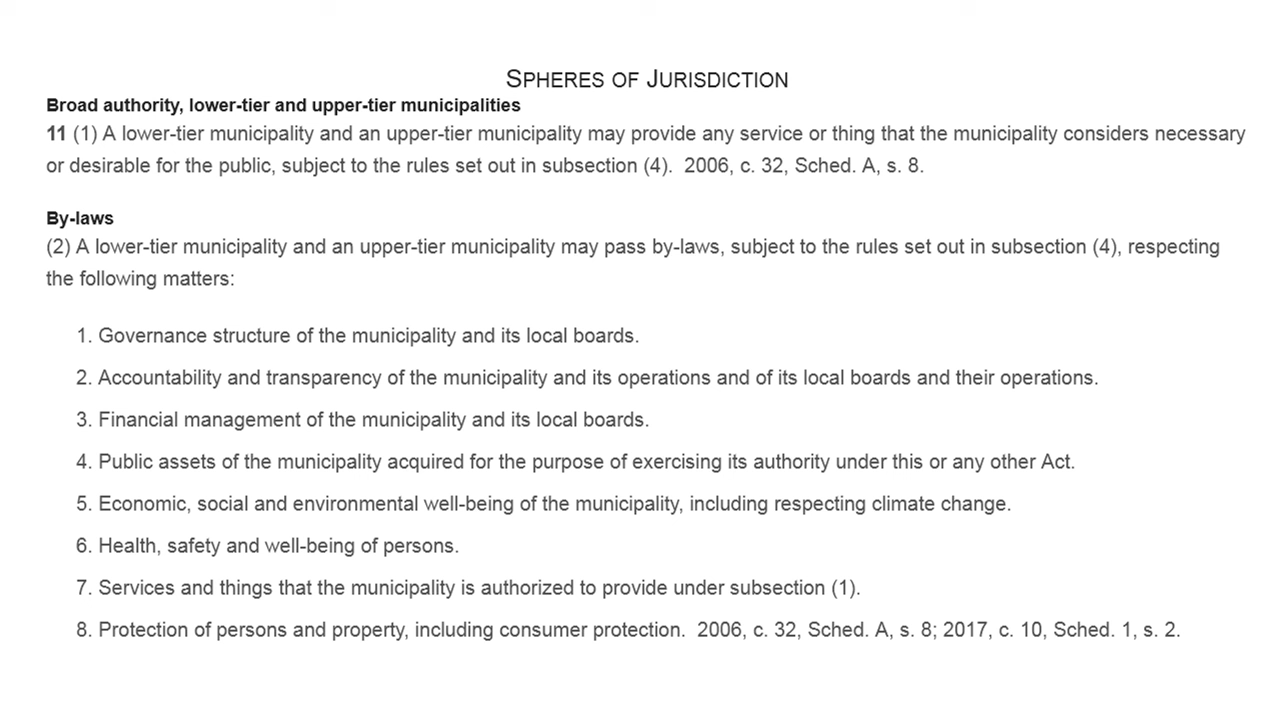 SPHERES OF JURISDICTION
Broad authority, lower-tier and upper-tier municipalities
11 (1) A lower-tier municipality and an upper-tier municipality may provide any service or thing that the municipality considers necessary
or desirable for the public, subject to the rules set out in subsection (4).  2006, c. 32, Sched. A, s. 8.
By-laws
(2) A lower-tier municipality and an upper-tier municipality may pass by-laws, subject to the rules set out in subsection (4), respecting
the following matters:
1. Governance structure of the municipality and its local boards.
2. Accountability and transparency of the municipality and its operations and of its local boards and their operations.
3. Financial management of the municipality and its local boards.
4. Public assets of the municipality acquired for the purpose of exercising its authority under this or any other Act.
5. Economic, social and environmental well-being of the municipality, including respecting climate change.
6. Health, safety and well-being of persons.
7. Services and things that the municipality is authorized to provide under subsection (1).
8. Protection of persons and property, including consumer protection.  2006, c. 32, Sched. A, s. 8; 2017, c. 10, Sched. 1, s. 2.